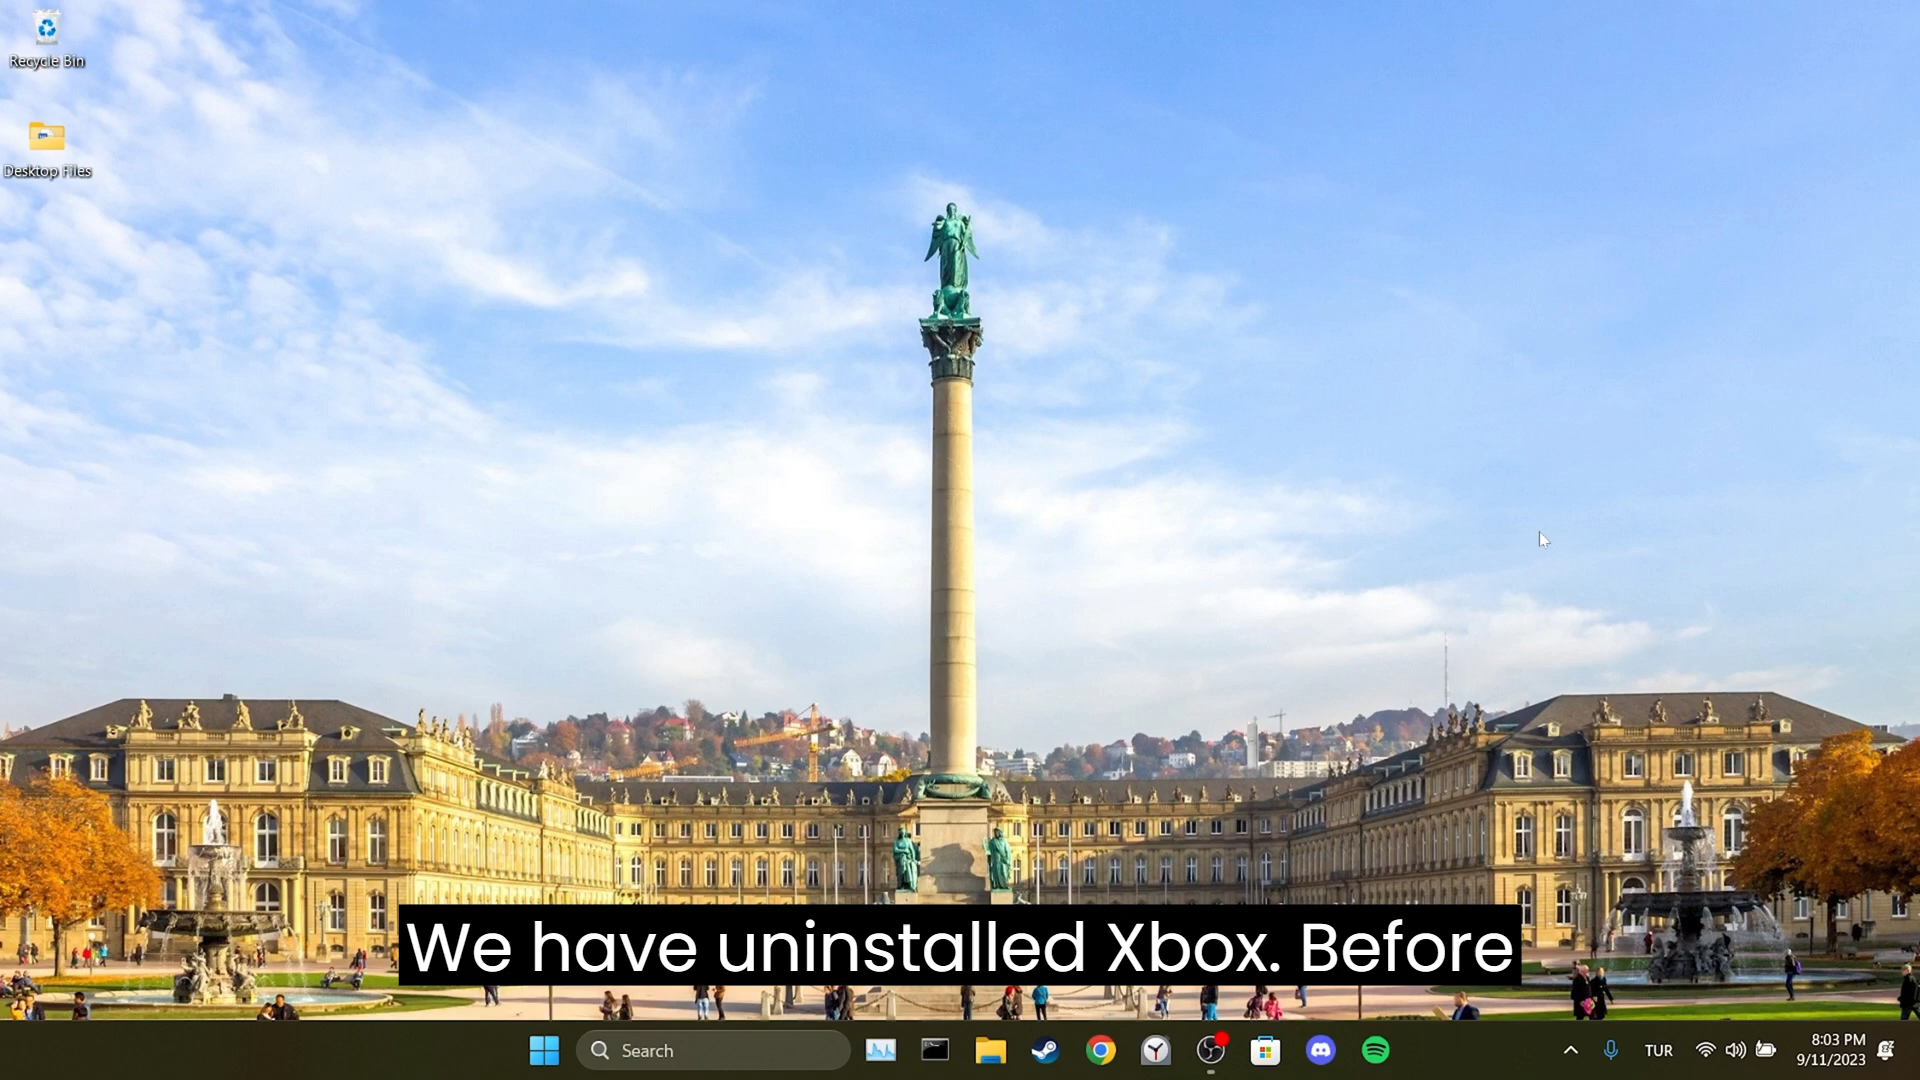 Recycle Bin
Desktop Files
We have uninstalled Xbox. Before
Search
TUR
8:03 PM
9/11/2023